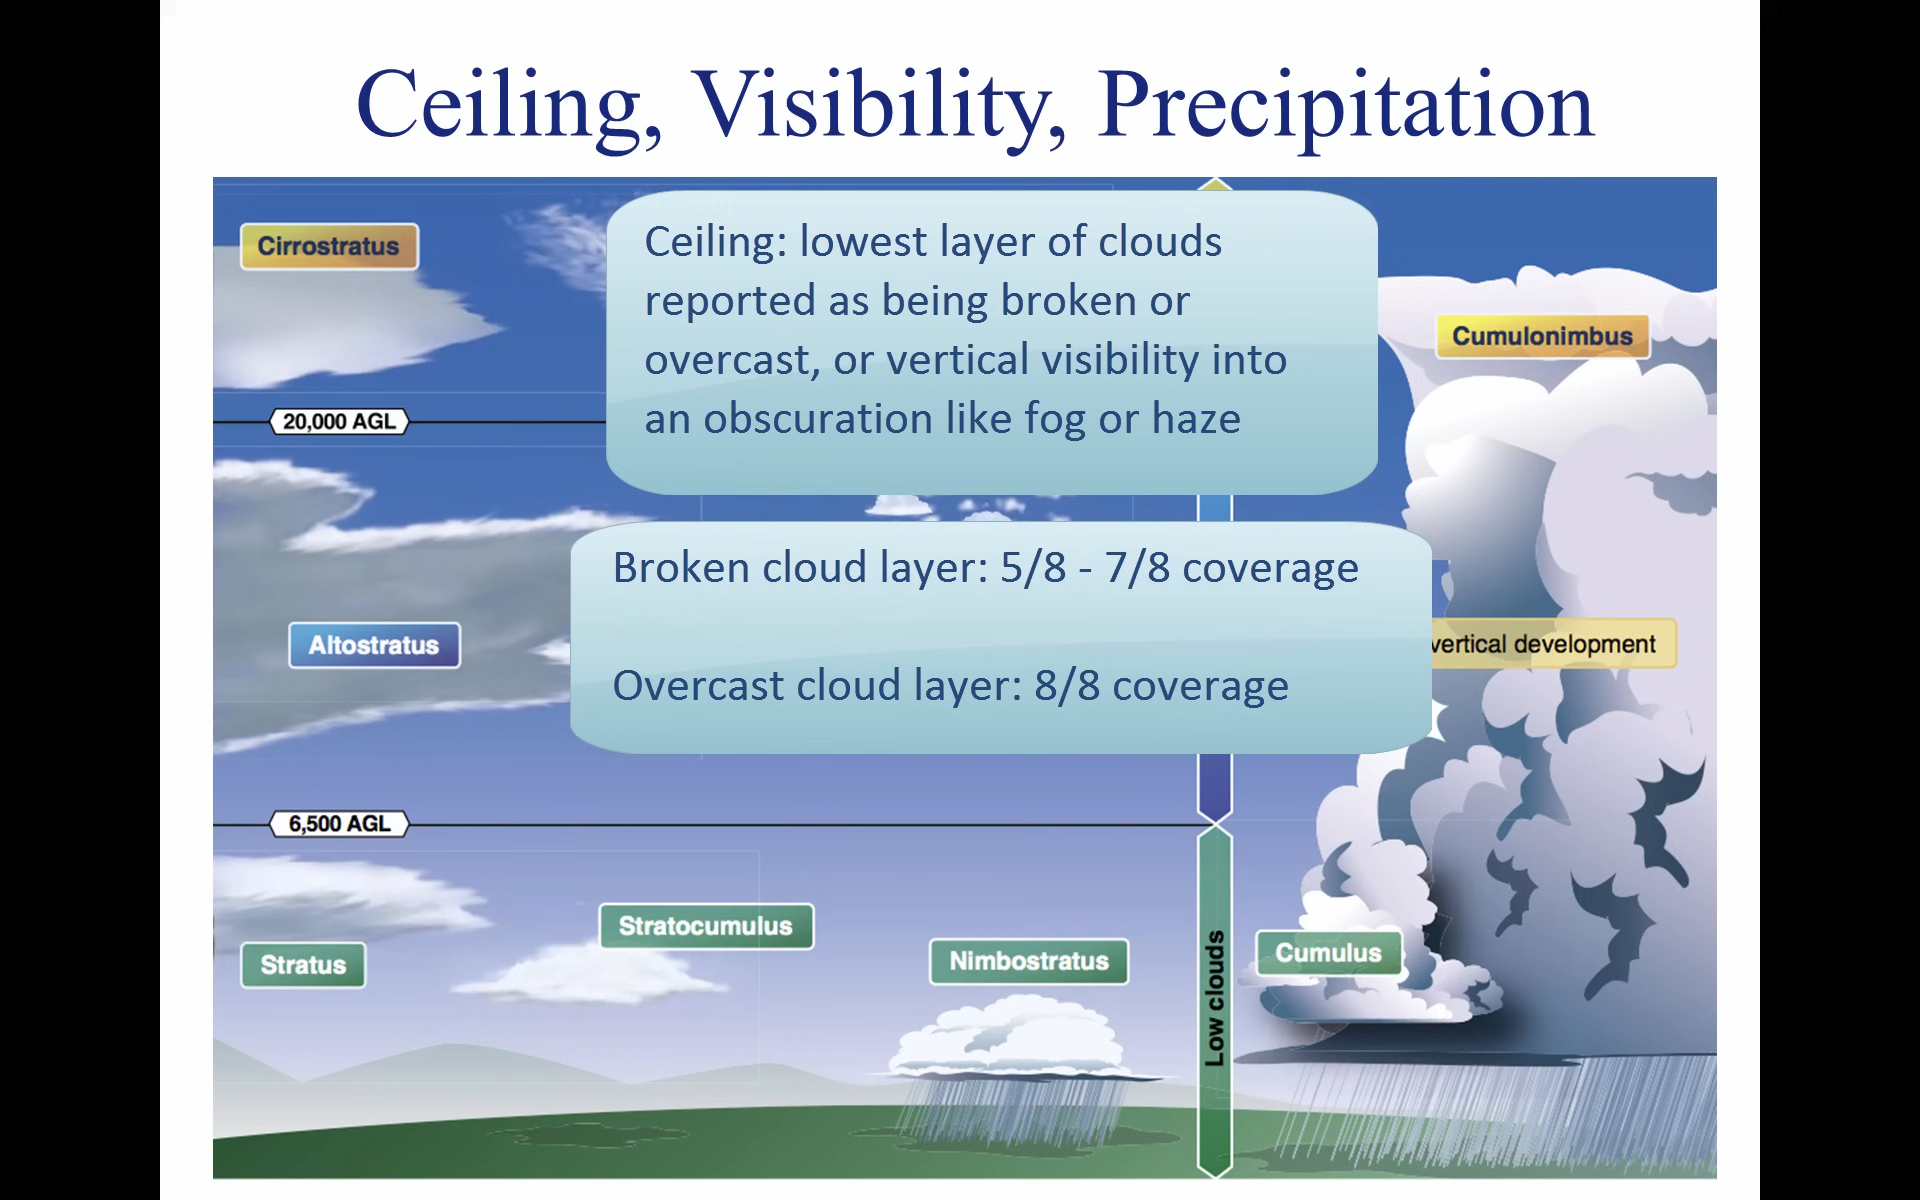 Ceiling, Visibility, Precipitation
Cirrostratus
Ceiling: lowest layer of clouds
reported as being broken or
overcast, or vertical visibility into
an obscuration like fog or haze
Cumulonimbus
20,000 AGL
Broken cloud layer: 5/8 - 7/8 coverage
Overcast cloud layer: 8/8 coverage
Altostratus
vertical development
6,500 AGL
Stratocumulus
Stratus
Nimbostratus
Low clouds
Cumulus